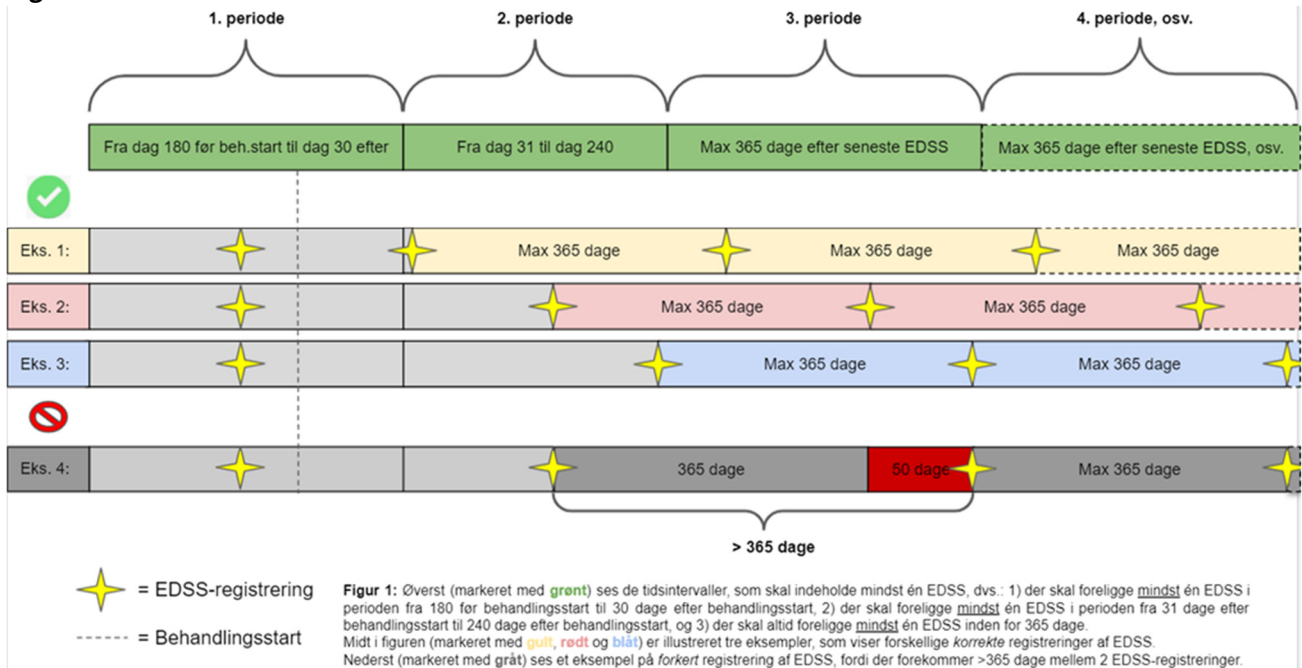 1. periode
2. periode
3. periode
4. periode, osv.
Fra dag 180 før beh.start til dag 30 efter
Fra dag 31 til dag 240
Max 365 dage efter seneste EDSS
Max 365 dage efter seneste EDSS, osv.
Eks. 1:
Max 365 dage
Max 365 dage
Max 365 dage
Eks. 2:
Max 365 dage
Max 365 dage
Eks. 3:
Max 365 dage
Max 365 dage
Eks. 4:
365 dage
50 dage
Max 365 dage
> 365 dage
= EDSS-registrering
= Behandlingsstart
Figur 1: Øverst (markeret med grønt) ses de tidsintervaller, som skal indeholde mindst én EDSS, dvs.: 1) der skal foreligge mindst én EDSS i
perioden fra 180 før behandlingsstart til 30 dage efter behandlingsstart, 2) der skal foreligge mindst én EDSS i perioden fra 31 dage efter
behandlingsstart til 240 dage efter behandlingsstart, og 3) der skal altid foreligge mindst én EDSS inden for 365 dage.
Midt i figuren (markeret med gult, rødt og blåt) er illustreret tre eksempler, som viser forskellige korrekte registreringer af EDSS.
Nederst (markeret med gråt) ses et eksempel på forkert registrering af EDSS, fordi der forekommer >365 dage mellem 2 EDSS-registreringer.